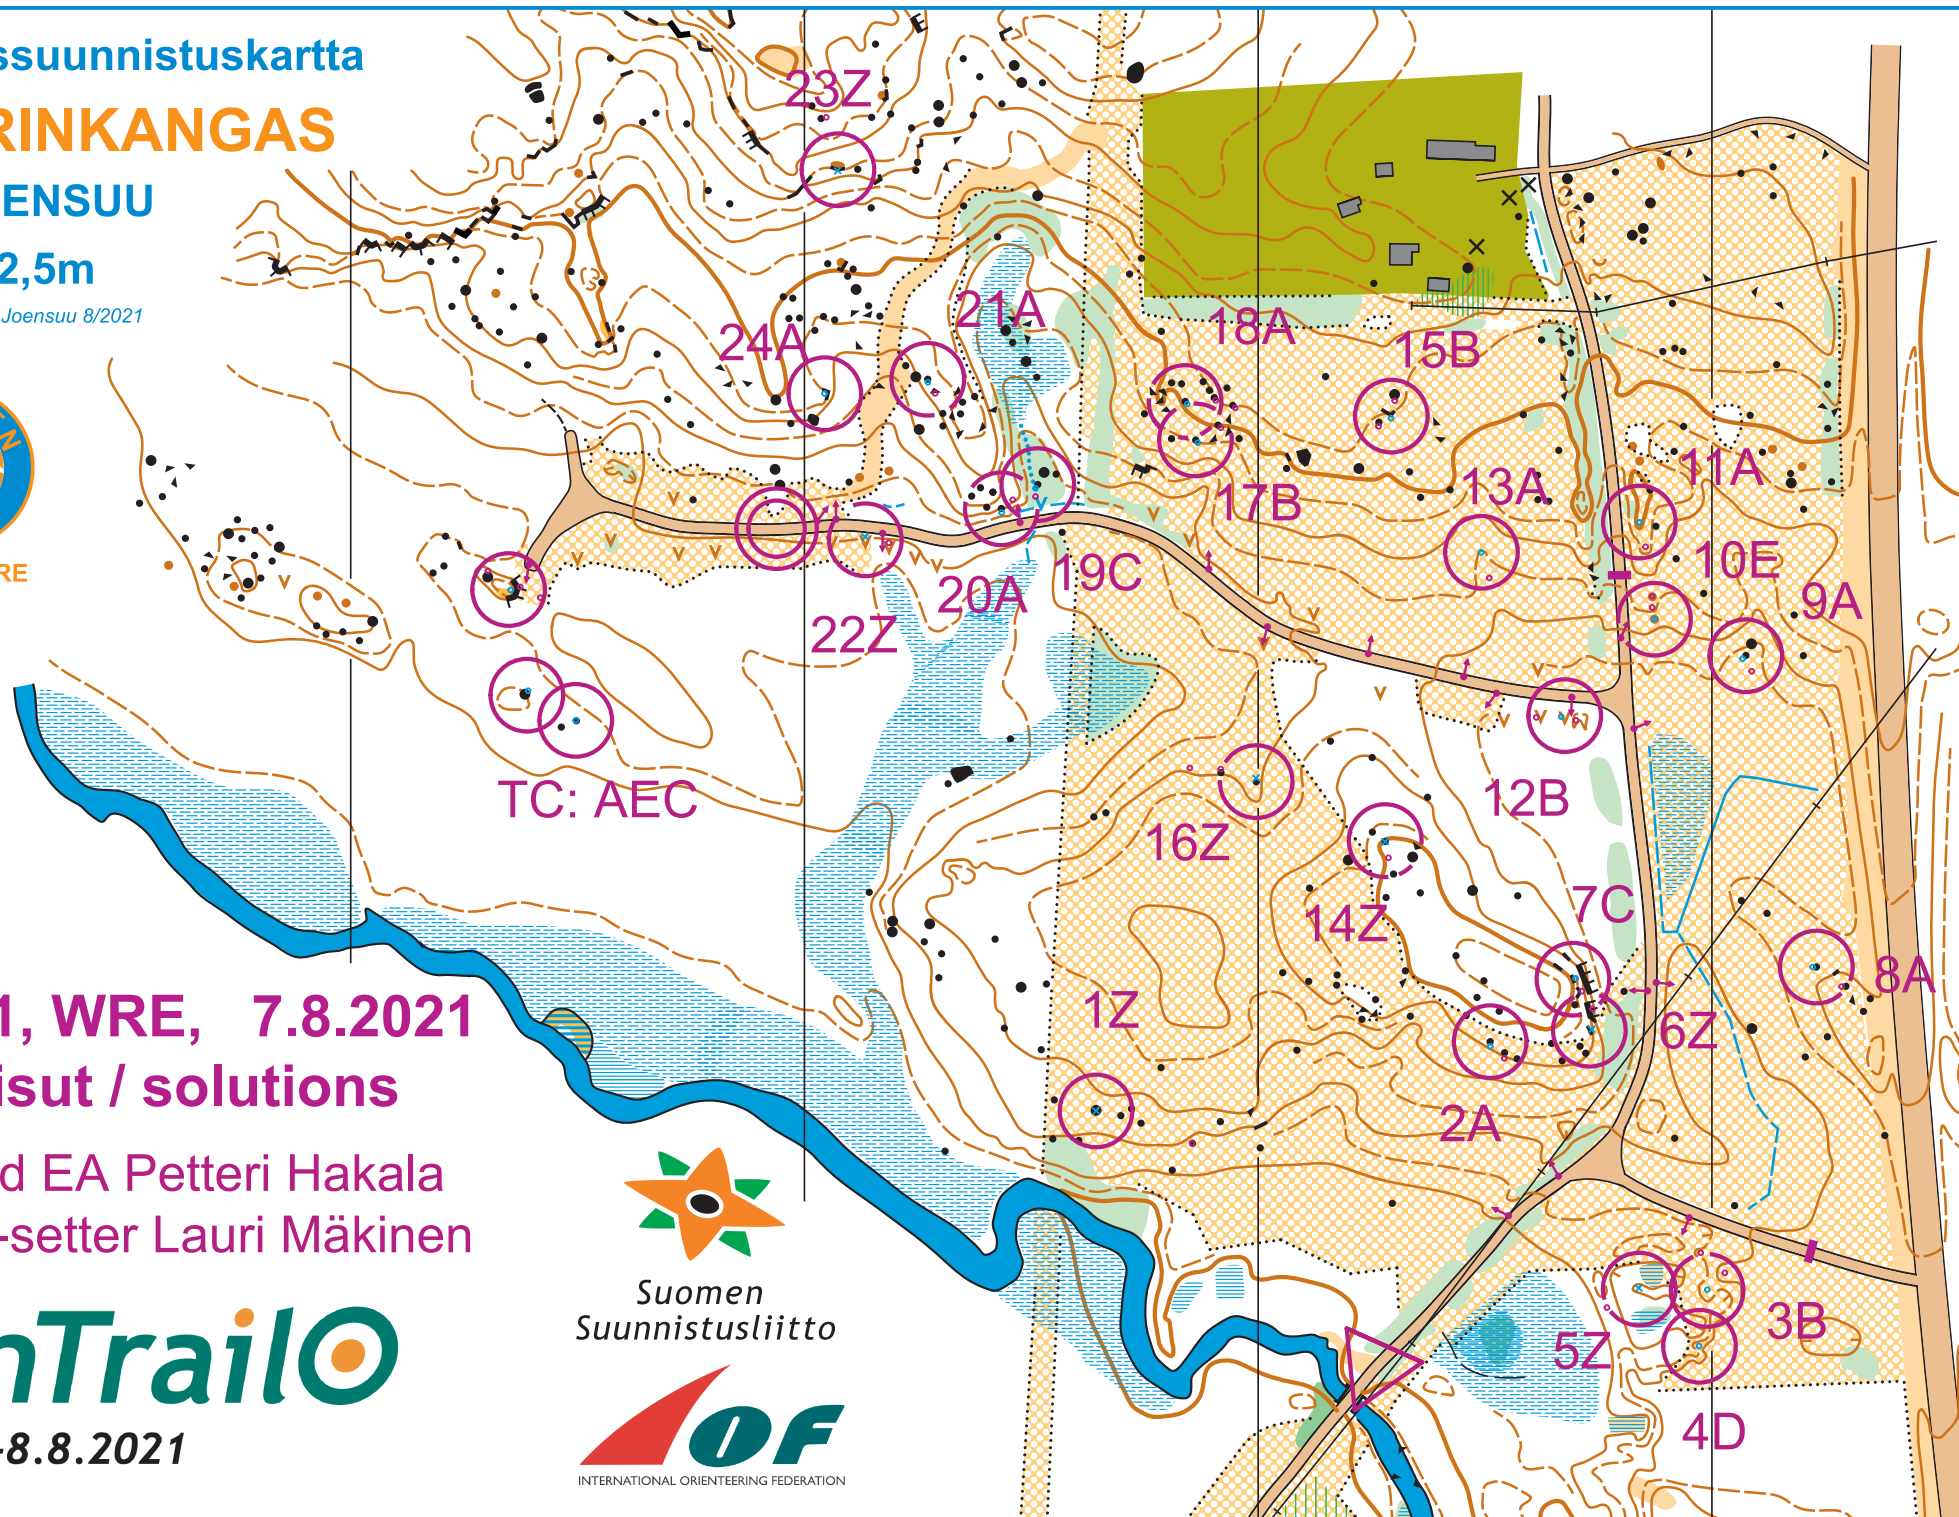 ssuunnistuskartta
RINKANGAS
ENSUU
2,5m
Joensuu 8/2021
N
RE
23Z
21A
24A
18A
15B
17B
13A
11A
10E
9A
19C
20A
22Z
TC: AEC
12B
16Z
14Z
7C
8A
1Z
6Z
2A
3B
5Z
4D
1, WRE, 7.8.2021
isut / solutions
d EA Petteri Hakala
-setter Lauri Mäkinen
nTrailO
-8.8.2021
Suomen
Suunnistusliitto
IOF
INTERNATIONAL ORIENTEERING FEDERATION